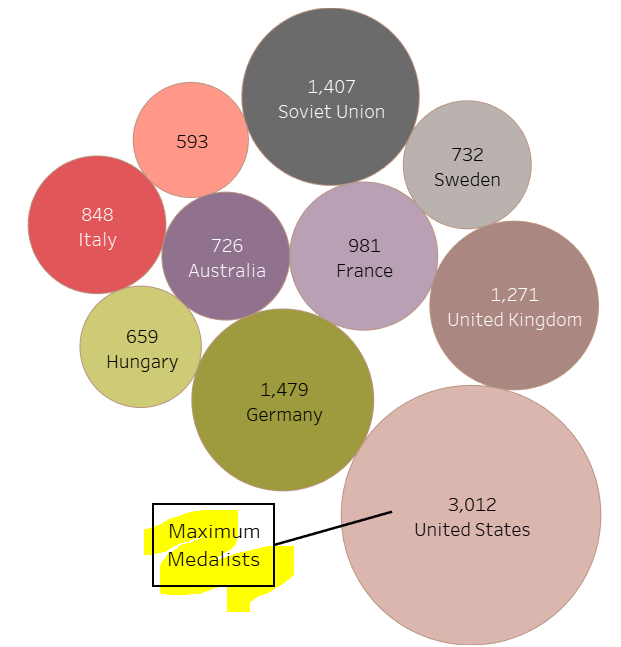 1,407
Soviet Union
593
732
Sweden
848
Italy
726
Australia
981
France
1,271
United Kingdom
659
Hungary
1,479
Germany
3,012
United States
Maximum
Medalists